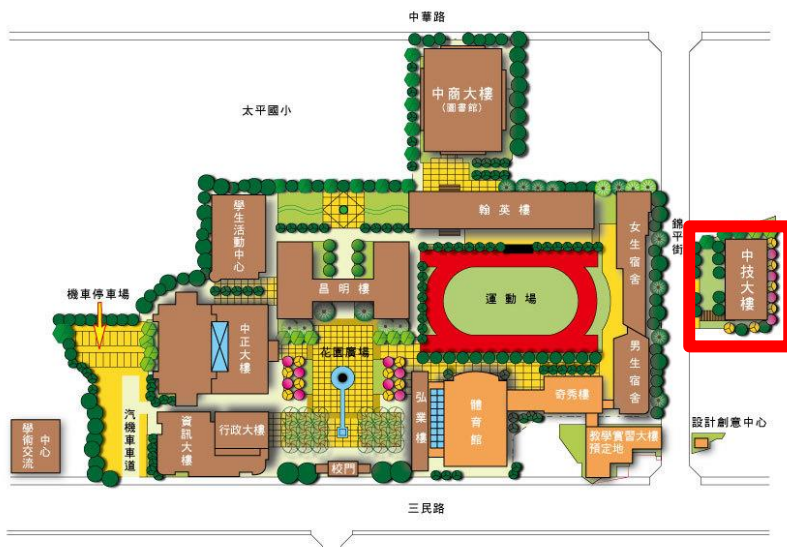 中華路
中商大樓
(圖書館)
太平國小
翰英樓
學生活動中心
女生宿舍
錦平街
中技大樓
昌明樓
運動場
機車停車場
中正大樓
花園廣場
男生宿舍
弘業樓
體育館
奇秀樓
汽機車車道
資訊大樓
行政大樓
設計創意中心
學術交流
中心
教學實習大樓
預定地
校門
三民路